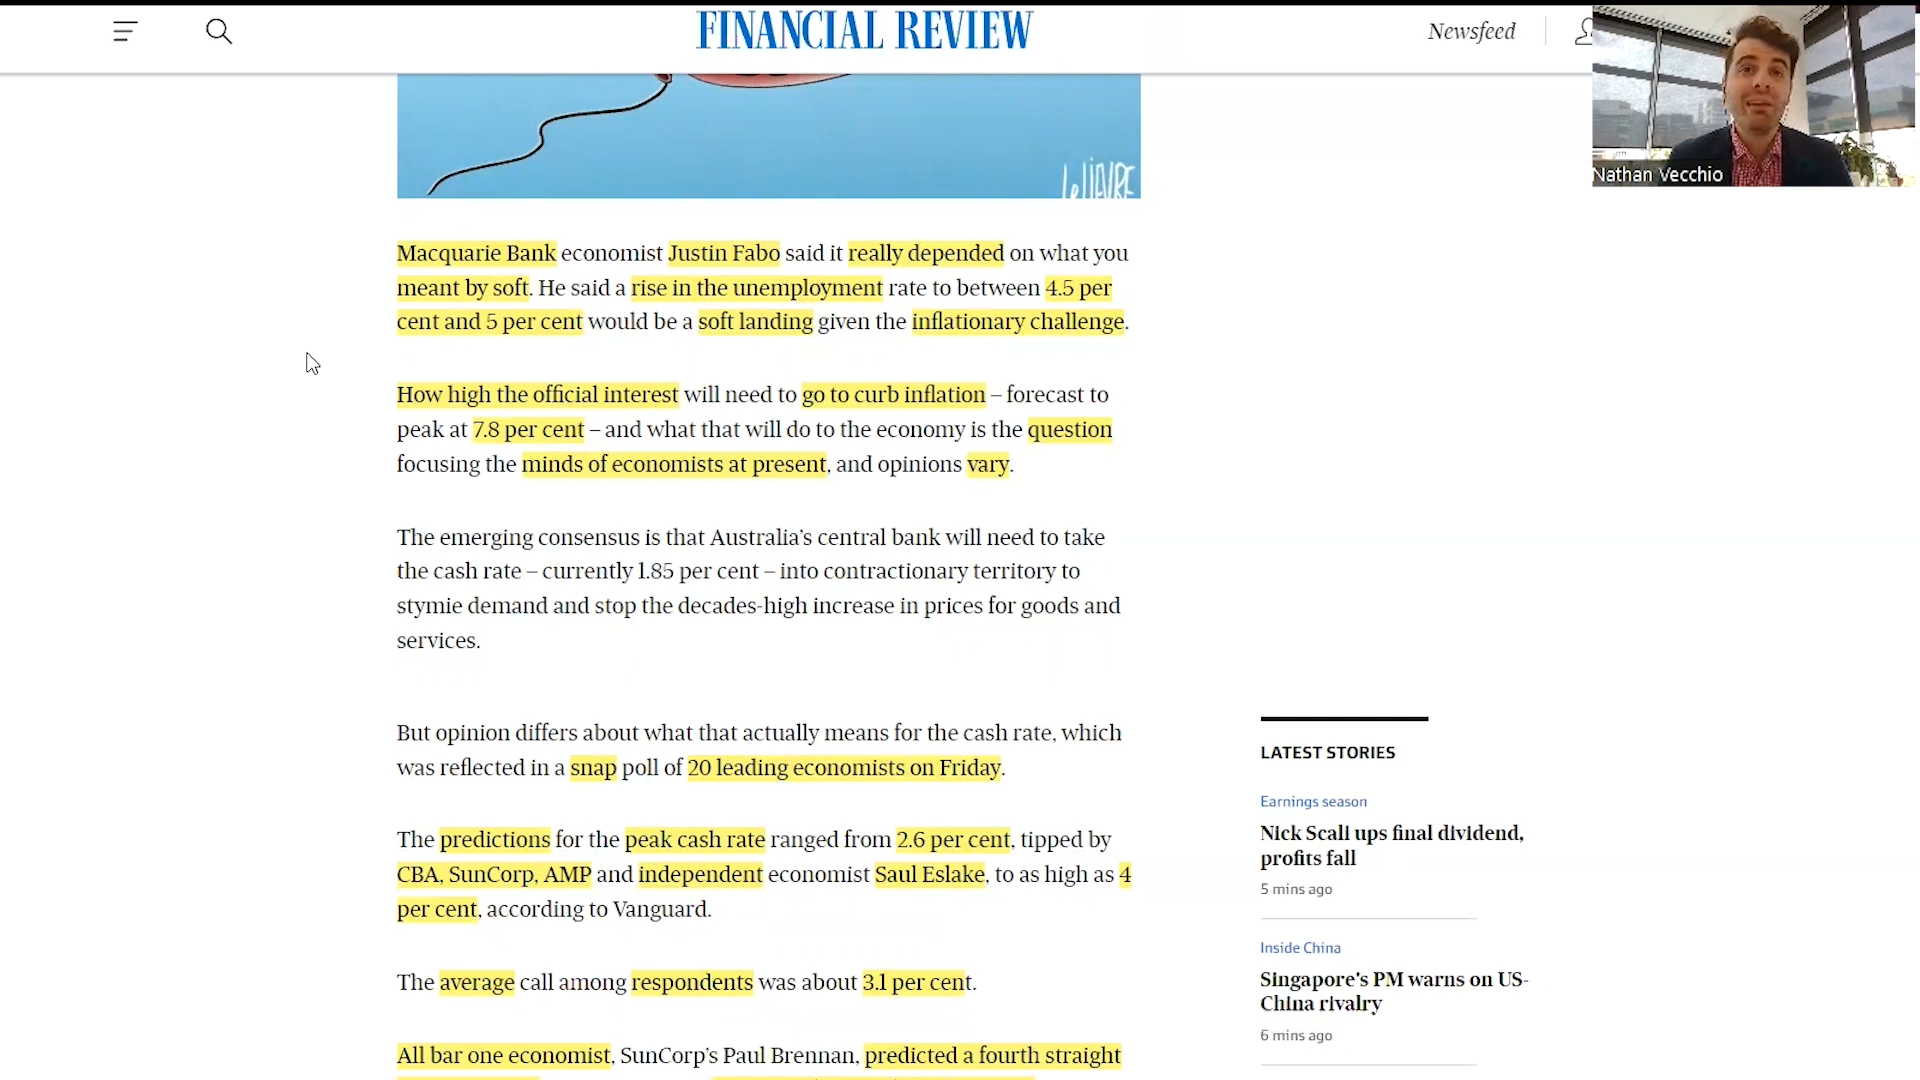 FINANCIAL REVIEW
Newsfeed
Nathan Vecchio
LeLIEVRE
Macquarie Bank economist Justin Fabo said it really depended on what you
meant by soft. He said a rise in the unemployment rate to between 4.5 per
cent and 5 per cent would be a soft landing given the inflationary challenge.
How high the official interest will need to go to curb inflation – forecast to
peak at 7.8 per cent – and what that will do to the economy is the question
focusing the minds of economists at present, and opinions vary.
The emerging consensus is that Australia’s central bank will need to take
the cash rate – currently 1.85 per cent – into contractionary territory to
stymie demand and stop the decades-high increase in prices for goods and
services.
But opinion differs about what that actually means for the cash rate, which
was reflected in a snap poll of 20 leading economists on Friday.
The predictions for the peak cash rate ranged from 2.6 per cent, tipped by
CBA, SunCorp, AMP and independent economist Saul Eslake, to as high as 4
per cent, according to Vanguard.
The average call among respondents was about 3.1 per cent.
All bar one economist, SunCorp’s Paul Brennan, predicted a fourth straight
LATEST STORIES
Earnings season
Nick Scali ups final dividend,
profits fall
5 mins ago
Inside China
Singapore’s PM warns on US-
China rivalry
6 mins ago